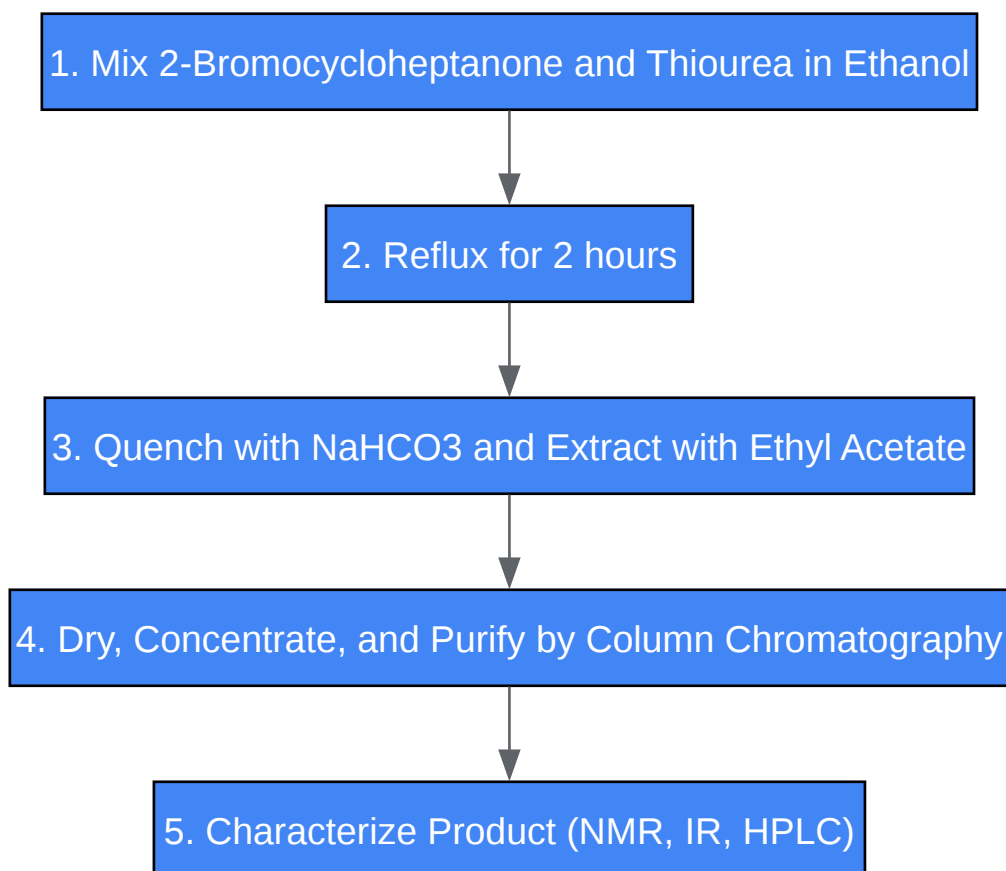 1. Mix 2-Bromocycloheptanone and Thiourea in Ethanol
2. Reflux for 2 hours
3. Quench with NaHCO3 and Extract with Ethyl Acetate
4. Dry, Concentrate, and Purify by Column Chromatography
5. Characterize Product (NMR, IR, HPLC)